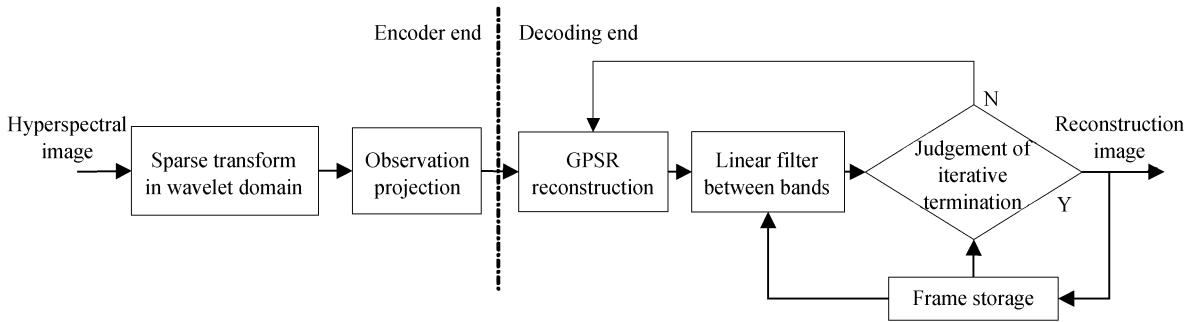 Encoder end
Decoding end
Hyperspectral
image
Sparse transform
in wavelet domain
Observation
projection
GPSR
reconstruction
Linear filter
between bands
N
Judgement of
iterative
termination
Y
Reconstruction
image
Frame storage